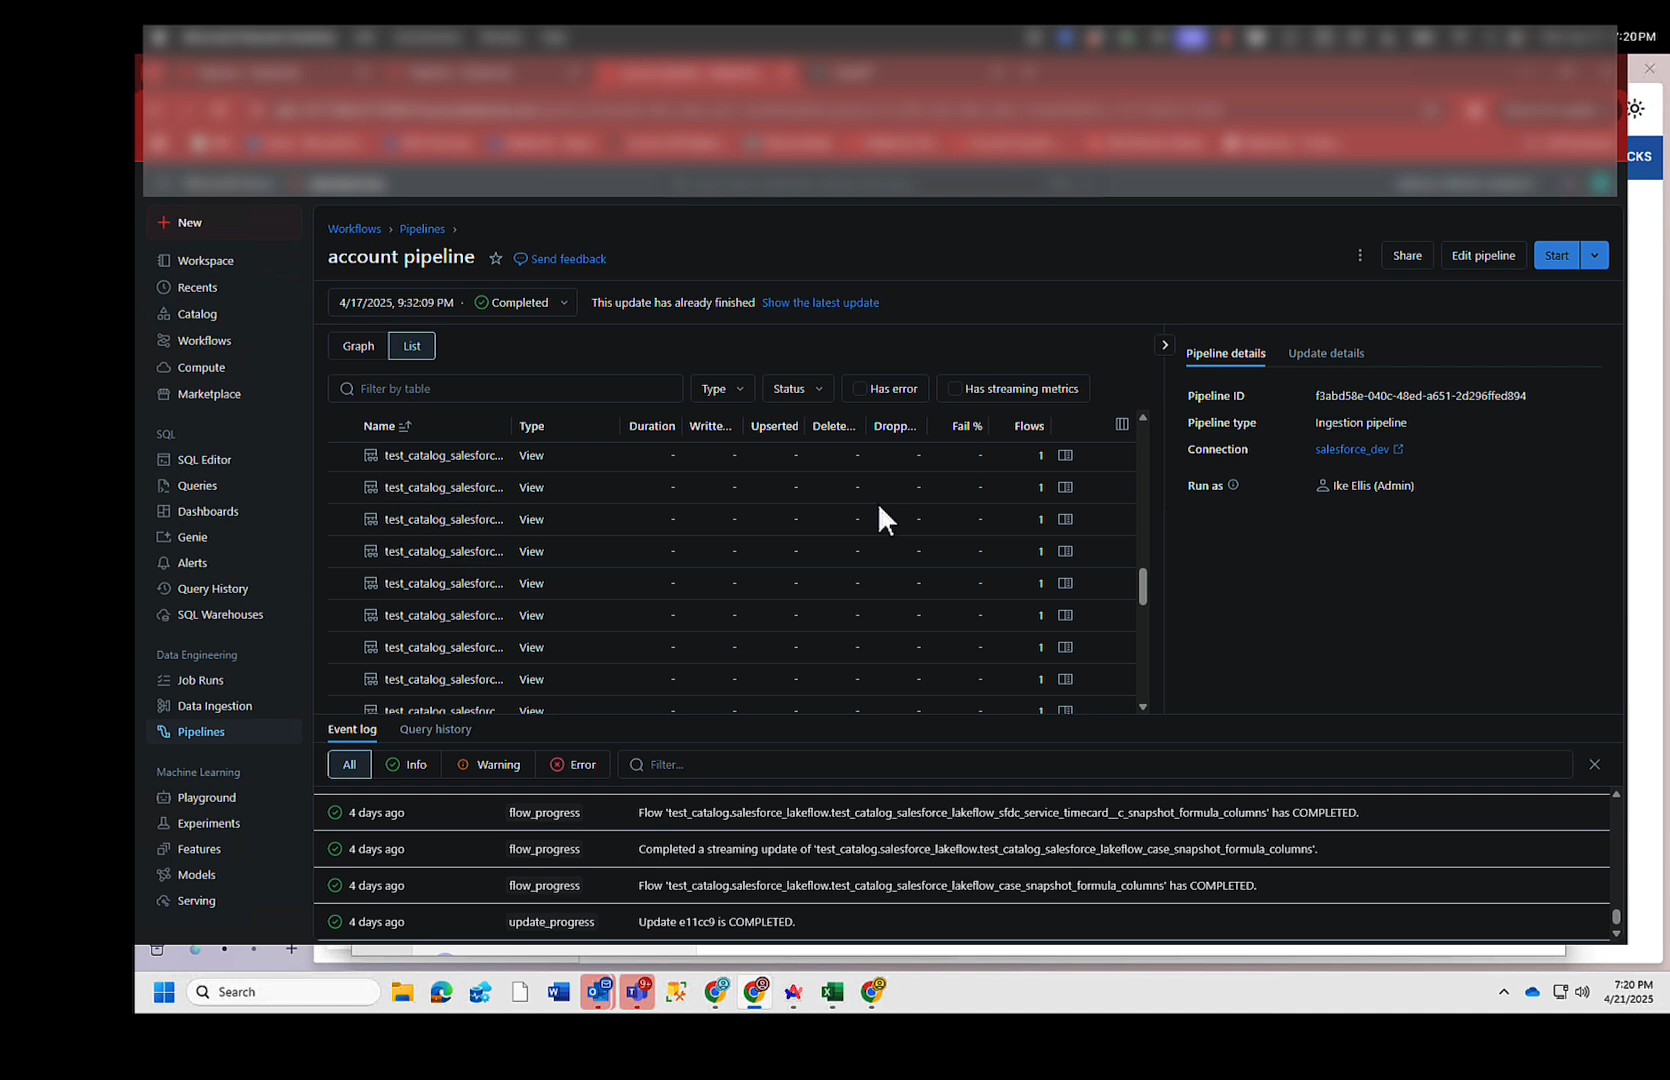 :20PM
CKS
New
Workspace
Recents
Catalog
Workflows
Compute
Marketplace
SQL
SQL Editor
Queries
Dashboards
Genie
Alerts
Query History
SQL Warehouses
Data Engineering
Job Runs
Data Ingestion
Pipelines
Machine Learning
Playground
Experiments
Features
Models
Serving
Workflows › Pipelines ›
account pipeline Send feedback
Share Edit pipeline Start
4/17/2025, 9:32:09 PM · Completed This update has already finished Show the latest update
Graph List
Filter by table Type Status Has error Has streaming metrics
Name Type Duration Writte... Upserted Delete... Dropp... Fail % Flows
test_catalog_salesforc... View - - - - - - 1
test_catalog_salesforc... View - - - - - - 1
test_catalog_salesforc... View - - - - - - 1
test_catalog_salesforc... View - - - - - - 1
test_catalog_salesforc... View - - - - - - 1
test_catalog_salesforc... View - - - - - - 1
test_catalog_salesforc... View - - - - - - 1
test_catalog_salesforc... View - - - - - - 1
test_catalog_salesforc... View - - - - - - 1
Pipeline details Update details
Pipeline ID f3abd58e-040c-48ed-a651-2d296ffed894
Pipeline type Ingestion pipeline
Connection salesforce_dev
Run as Ike Ellis (Admin)
Event log Query history
All Info Warning Error Filter...
4 days ago flow_progress Flow 'test_catalog.salesforce_lakeflow.test_catalog_salesforce_lakeflow_sfdc_service_timecard__c_snapshot_formula_columns' has COMPLETED.
4 days ago flow_progress Completed a streaming update of 'test_catalog.salesforce_lakeflow.test_catalog_salesforce_lakeflow_case_snapshot_formula_columns'.
4 days ago flow_progress Flow 'test_catalog.salesforce_lakeflow.test_catalog_salesforce_lakeflow_case_snapshot_formula_columns' has COMPLETED.
4 days ago update_progress Update e11cc9 is COMPLETED.
Search
9+
7:20 PM
4/21/2025